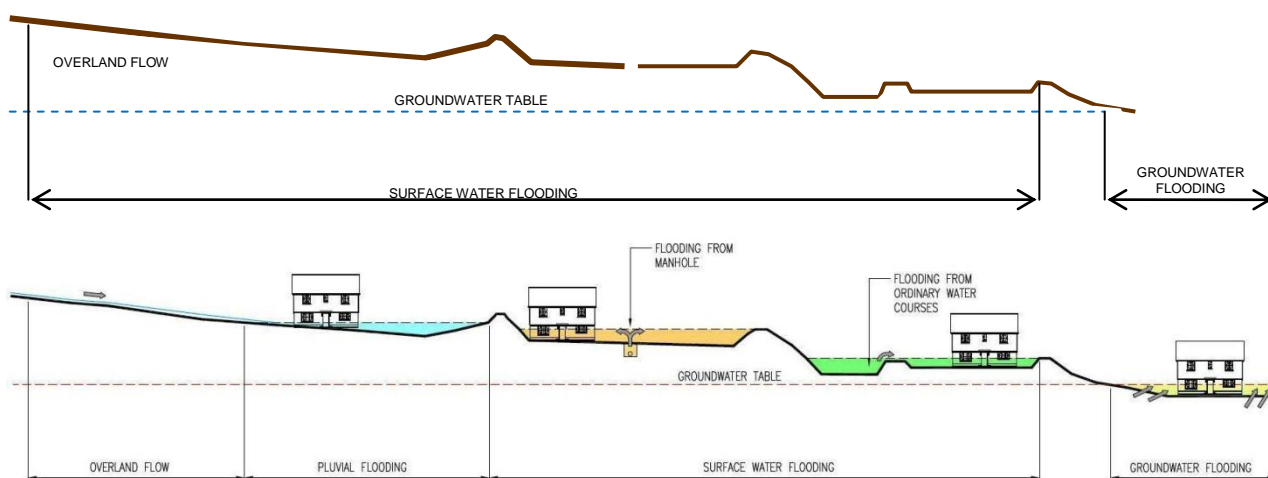 OVERLAND FLOW
GROUNDWATER TABLE
SURFACE WATER FLOODING
GROUNDWATER
FLOODING
FLOODING FROM
MANHOLE
FLOODING FROM
ORDINARY WATER
COURSES
GROUNDWATER TABLE
OVERLAND FLOW
PLUVIAL FLOODING
SURFACE WATER FLOODING
GROUNDWATER FLOODING